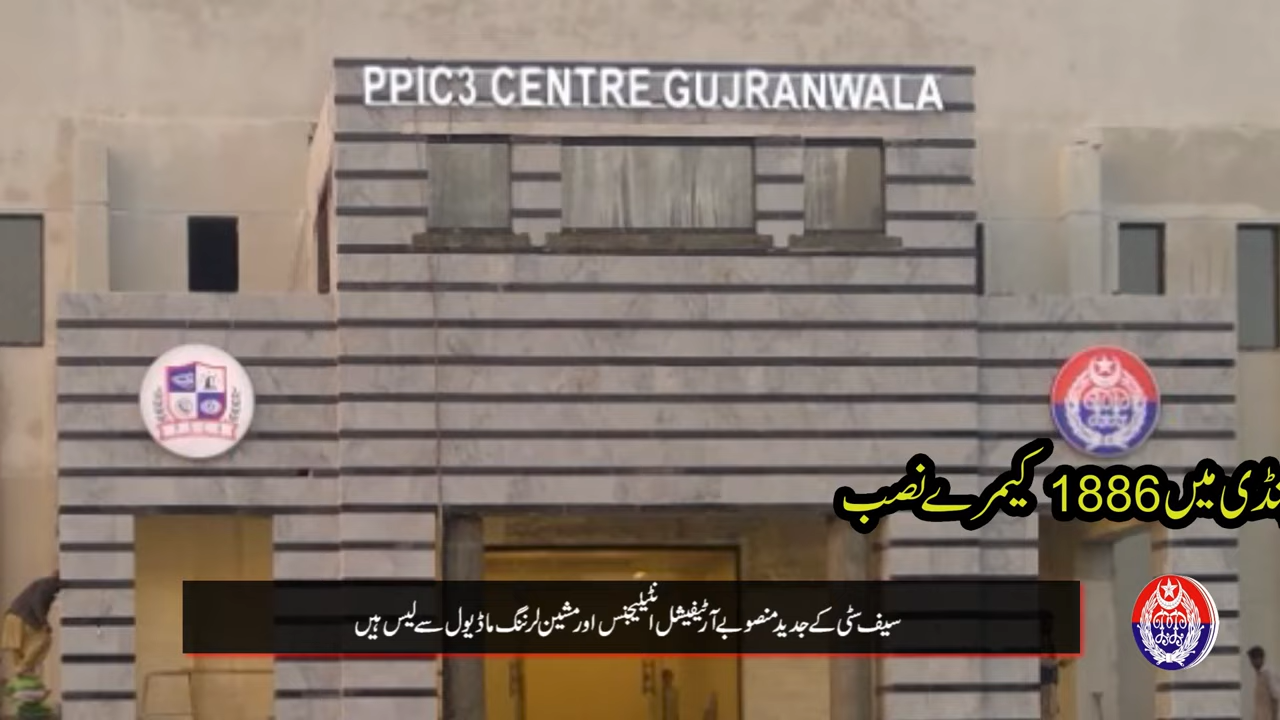 PPIC3 CENTRE GUJRANWALA
میں 1886 کیمرے نصب
سیف سٹی کے جدید منصوبے آرٹیفیشل انٹیلیجنس اور مشین لرننگ ماڈیول سے لیس ہیں